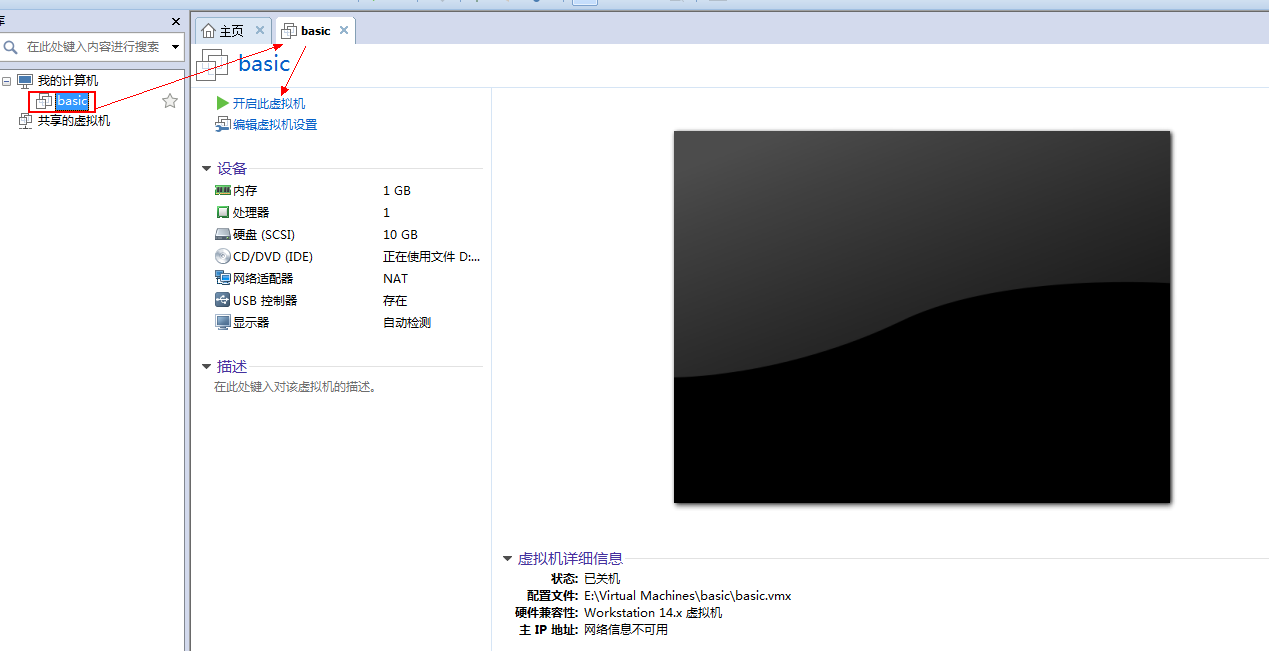 库
在此处键入内容进行搜索
我的计算机
basic
共享的虚拟机
主页
basic
basic
开启此虚拟机
编辑虚拟机设置
设备
内存 1 GB
处理器 1
硬盘 (SCSI) 10 GB
CD/DVD (IDE) 正在使用文件 D:...
网络适配器 NAT
USB 控制器 存在
显示器 自动检测
描述
在此处键入对该虚拟机的描述。
虚拟机详细信息
状态: 已关机
配置文件: E:\Virtual Machines\basic\basic.vmx
硬件兼容性: Workstation 14.x 虚拟机
主 IP 地址: 网络信息不可用